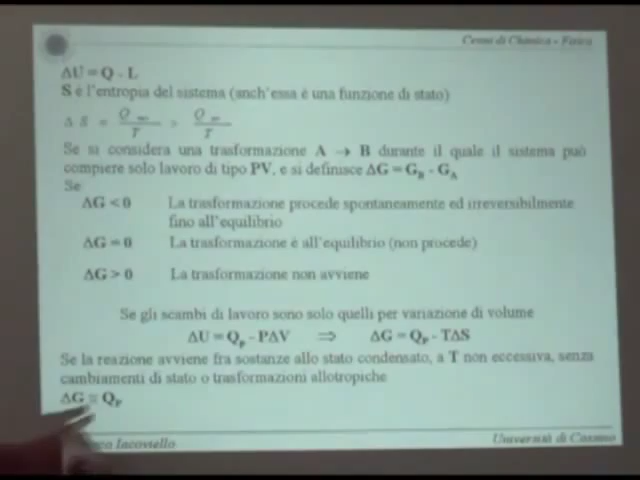 Cenni di Chimica - Fisica
ΔU = Q - L
S è l'entropia del sistema (anch'essa è una funzione di stato)
Δ S = Q / T > Q / T
Se si considera una trasformazione A → B durante il quale il sistema può
compiere solo lavoro di tipo PV, e si definisce ΔG = G_B - G_A
Se
ΔG < 0 La trasformazione procede spontaneamente ed irreversibilmente
fino all'equilibrio
ΔG = 0 La trasformazione è all'equilibrio (non procede)
ΔG > 0 La trasformazione non avviene
Se gli scambi di lavoro sono solo quelli per variazione di volume
ΔU = Q_p - PΔV ⇒ ΔG = Q_P - TΔS
Se la reazione avviene fra sostanze allo stato condensato, a T non eccessiva, senza
cambiamenti di stato o trasformazioni allotropiche
ΔG ≅ Q_P
Iacoviello
Università di Cassino